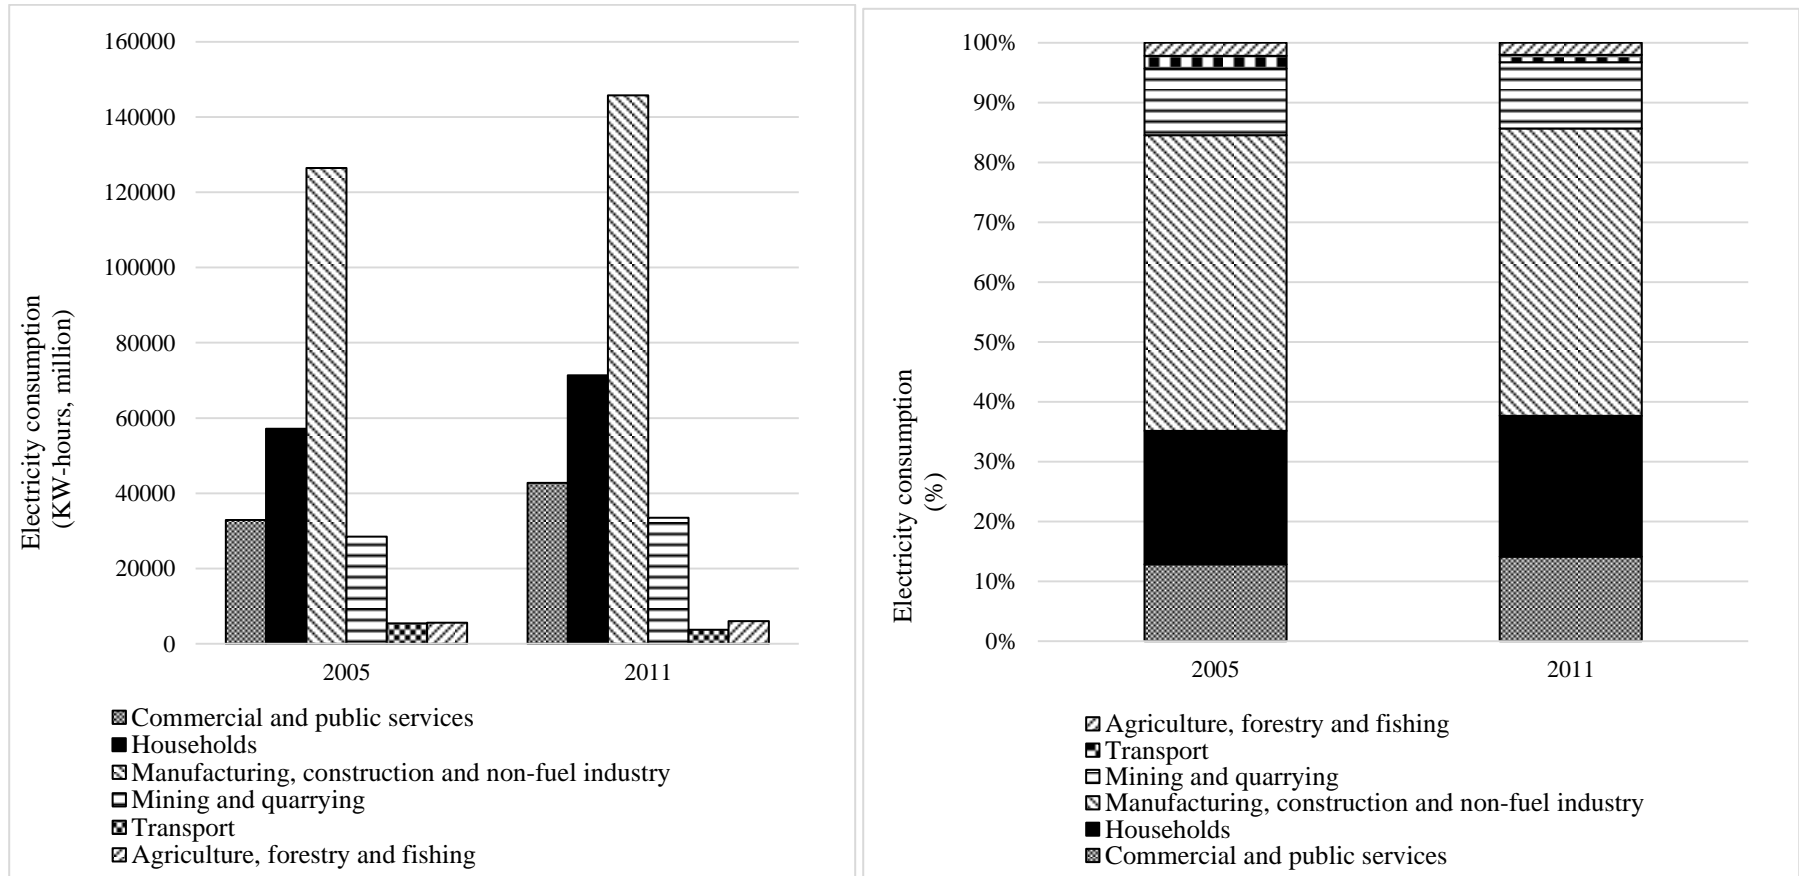 160000
140000
120000
100000
80000
60000
40000
20000
0
Electricity consumption
(KW-hours, million)
2005 2011
Commercial and public services
Households
Manufacturing, construction and non-fuel industry
Mining and quarrying
Transport
Agriculture, forestry and fishing
100%
90%
80%
70%
60%
50%
40%
30%
20%
10%
0%
Electricity consumption
(%)
2005 2011
Agriculture, forestry and fishing
Transport
Mining and quarrying
Manufacturing, construction and non-fuel industry
Households
Commercial and public services